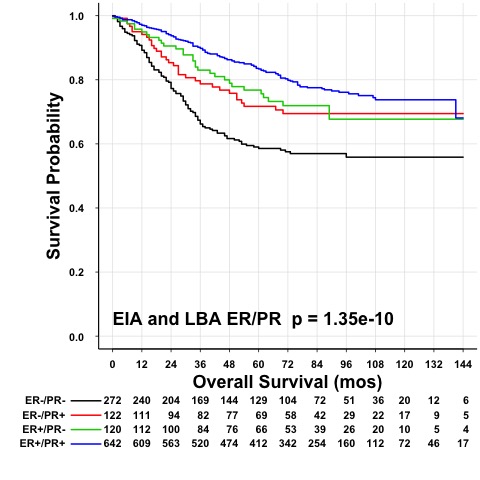 Survival Probability
1.0
0.8
0.6
0.4
0.2
0.0
EIA and LBA ER/PR p = 1.35e-10
0 12 24 36 48 60 72 84 96 108 120 132 144
Overall Survival (mos)
ER-/PR- 272 240 204 169 144 129 104 72 51 36 20 12 6
ER-/PR+ 122 111 94 82 77 69 58 42 29 22 17 9 5
ER+/PR- 120 112 100 84 76 66 53 39 26 20 10 5 4
ER+/PR+ 642 609 563 520 474 412 342 254 160 112 72 46 17